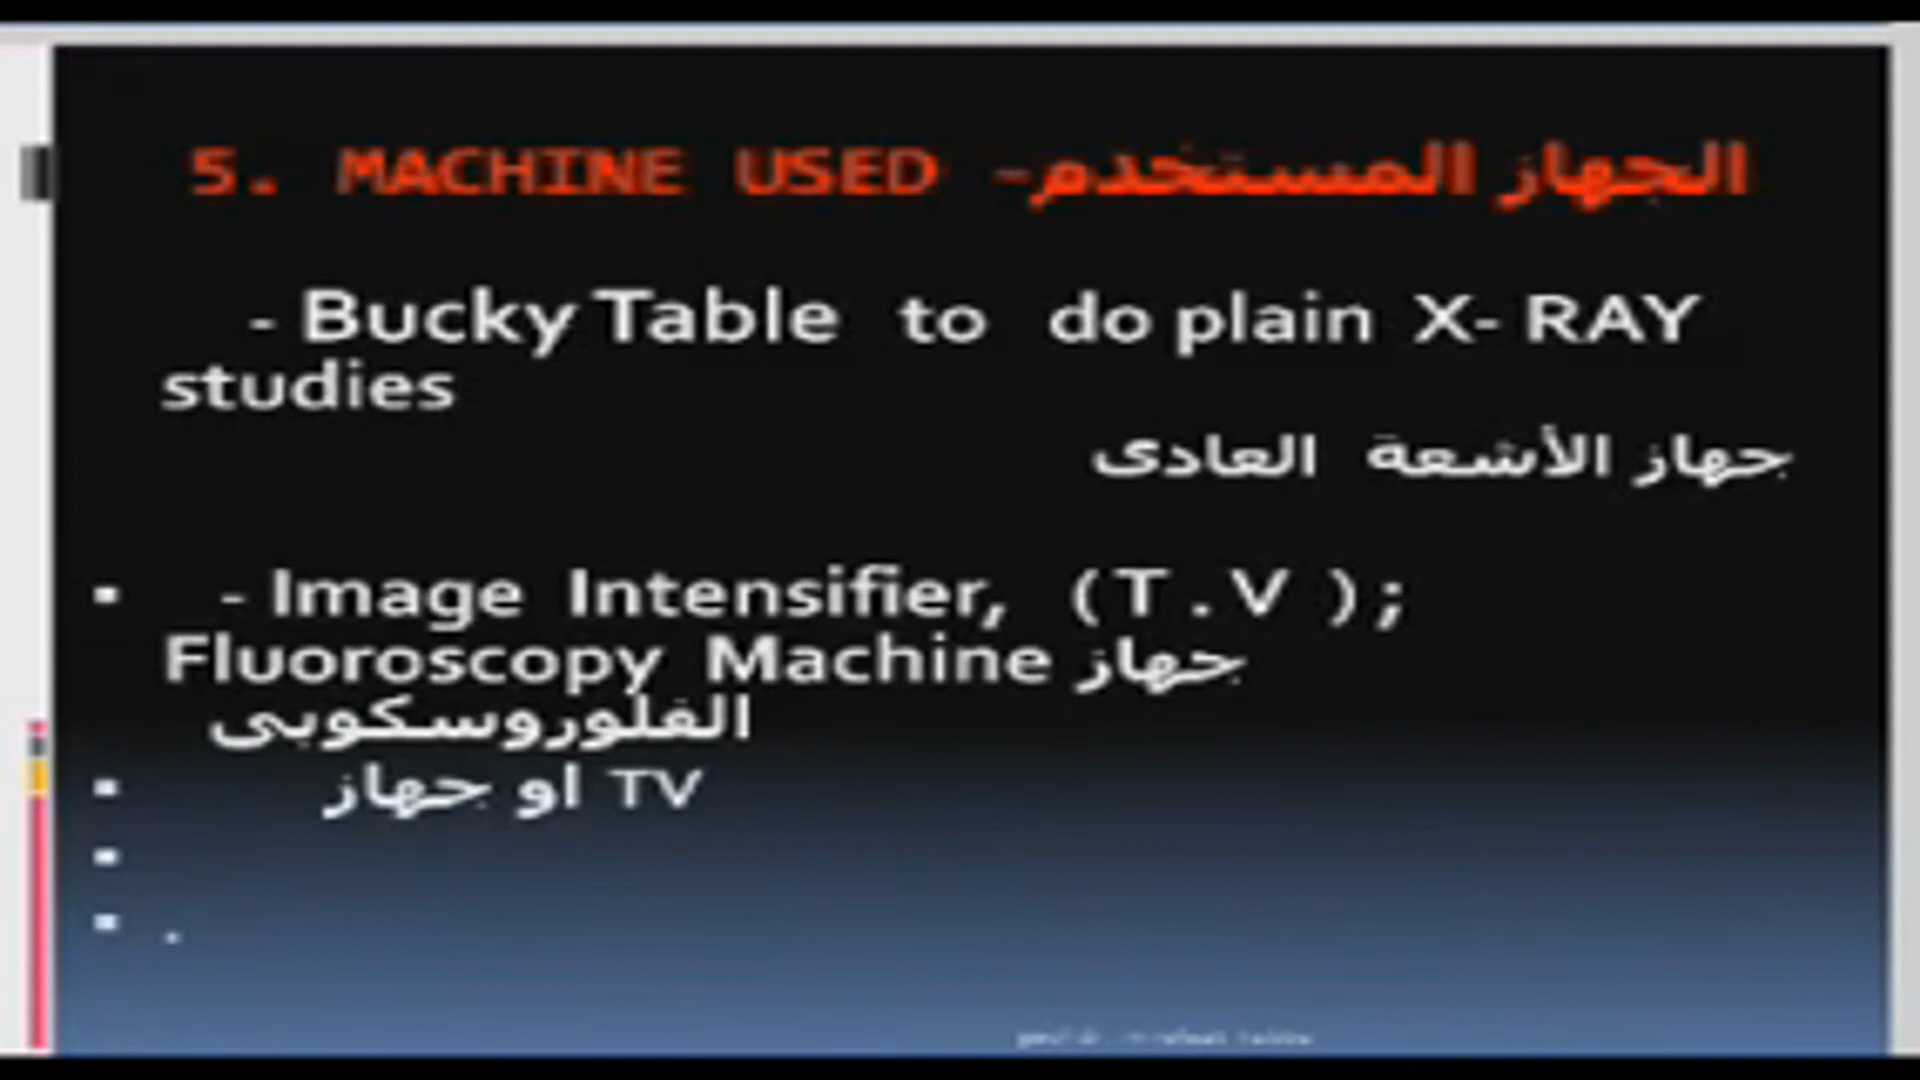 5. MACHINE USED -الجهاز المستخدم
- Bucky Table to do plain X- RAY
studies
جهاز الأشعة العادى
- Image Intensifier, (T.V );
Fluoroscopy Machine جهاز
الفلوروسكوبى
او جهاز TV
.